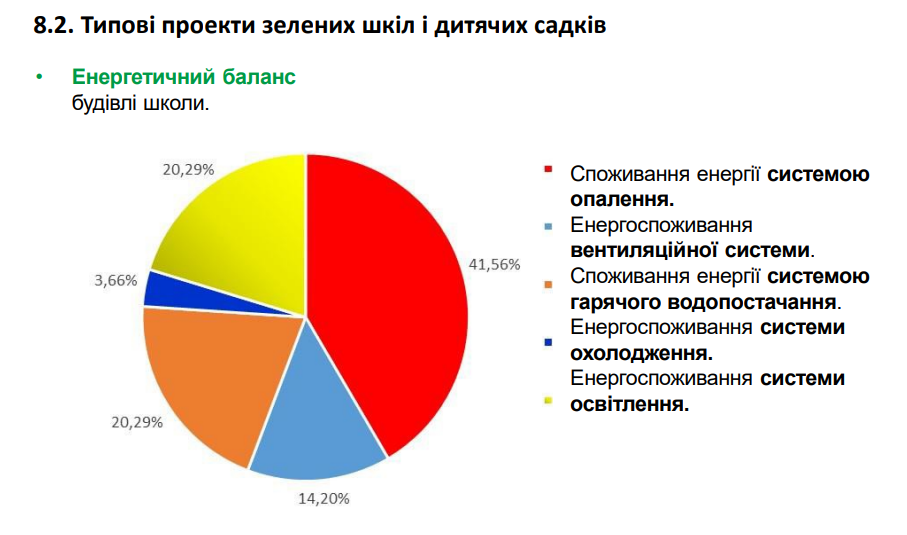 8.2. Типові проекти зелених шкіл і дитячих садків
• Енергетичний баланс
будівлі школи.
20,29%
3,66%
41,56%
20,29%
14,20%
Споживання енергії системою
опалення.
Енергоспоживання
вентиляційної системи.
Споживання енергії системою
гарячого водопостачання.
Енергоспоживання системи
охолодження.
Енергоспоживання системи
освітлення.